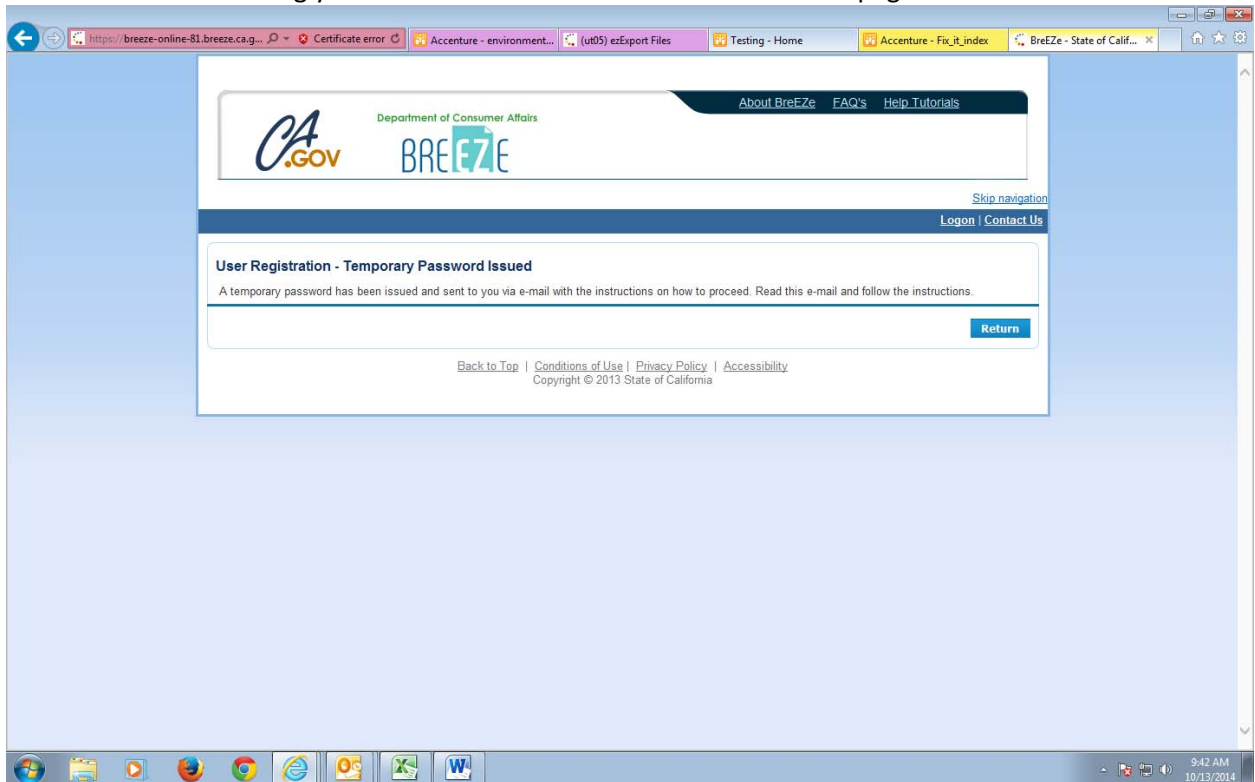 https://breeze-online-81.breeze.ca.g... Certificate error
Accenture - environment...
(ut05) ezExport Files
Testing - Home
Accenture - Fix_it_index
BreEZe - State of Calif...
About BreEZe FAQ's Help Tutorials
CA.GOV
Department of Consumer Affairs
BREEZE
Skip navigation
Logon | Contact Us
User Registration - Temporary Password Issued
A temporary password has been issued and sent to you via e-mail with the instructions on how to proceed. Read this e-mail and follow the instructions.
Return
Back to Top | Conditions of Use | Privacy Policy | Accessibility
Copyright © 2013 State of California
9:42 AM
10/13/2014